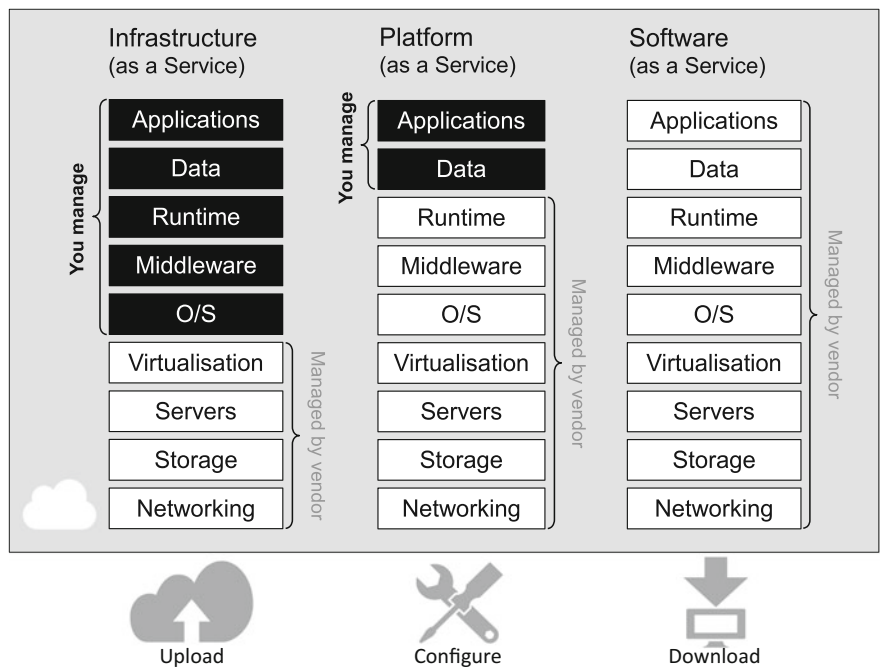 Infrastructure
(as a Service)
You manage
Applications
Data
Runtime
Middleware
O/S
Virtualisation
Servers
Storage
Networking
Managed by vendor
Upload
Platform
(as a Service)
You manage
Applications
Data
Runtime
Middleware
O/S
Virtualisation
Servers
Storage
Networking
Managed by vendor
Configure
Software
(as a Service)
Applications
Data
Runtime
Middleware
O/S
Virtualisation
Servers
Storage
Networking
Managed by vendor
Download